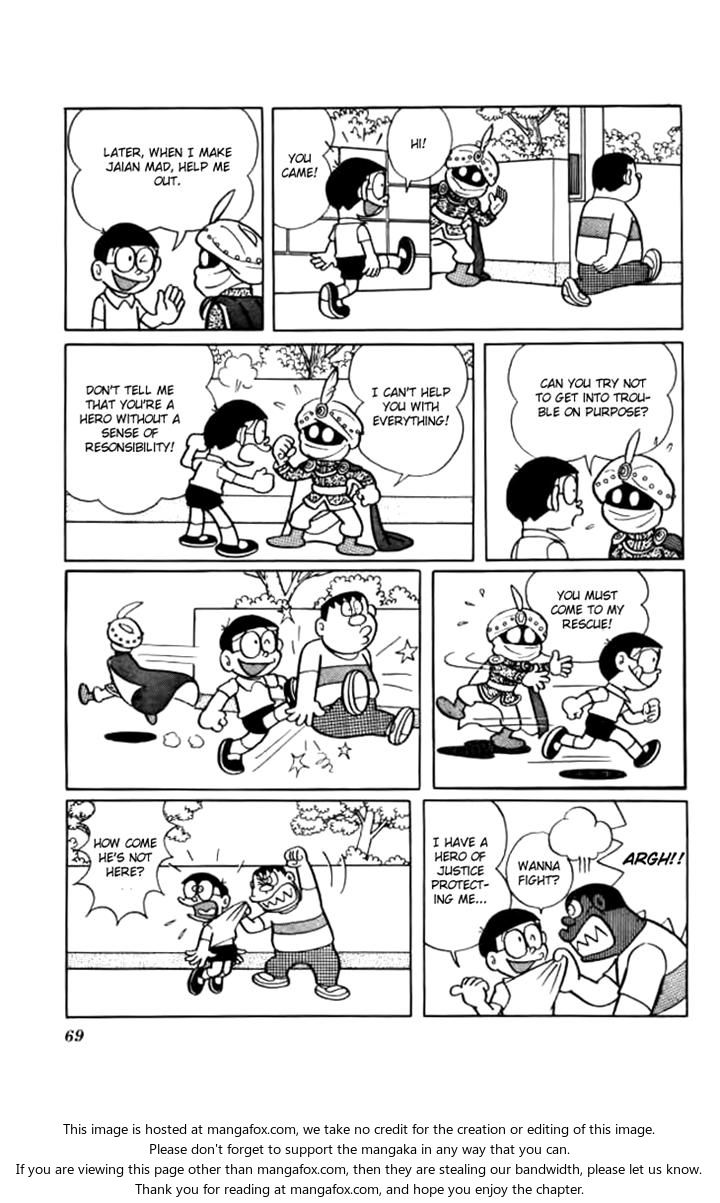 HI!
YOU
CAME!
LATER, WHEN I MAKE
JAIAN MAD, HELP ME
OUT.
CAN YOU TRY NOT
TO GET INTO TROU-
BLE ON PURPOSE?
I CAN'T HELP
YOU WITH
EVERYTHING!
DON'T TELL ME
THAT YOU'RE A
HERO WITHOUT A
SENSE OF
RESONSIBILITY!
YOU MUST
COME TO MY
RESCUE!
ARGH!!
WANNA
FIGHT?
I HAVE A
HERO OF
JUSTICE
PROTECT-
ING ME...
HOW COME
HE'S NOT
HERE?
69
This image is hosted at mangafox.com, we take no credit for the creation or editing of this image.
Please don't forget to support the mangaka in any way that you can.
If you are viewing this page other than mangafox.com, then they are stealing our bandwidth, please let us know.
Thank you for reading at mangafox.com, and hope you enjoy the chapter.